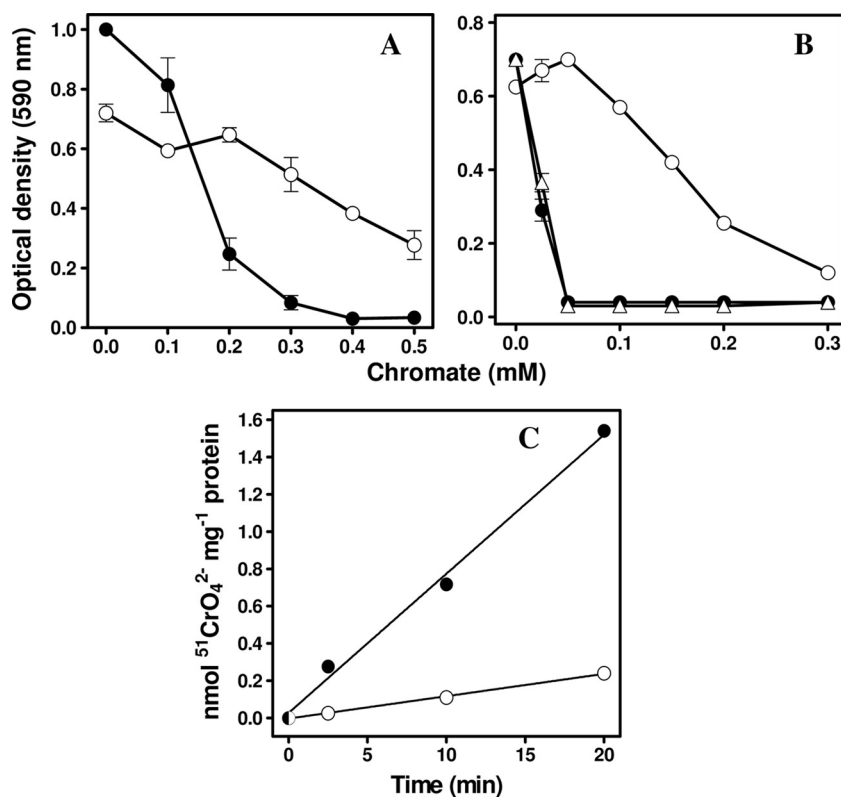 A
Optical density (590 nm)
1.0
0.8
0.6
0.4
0.2
0.0
0.0 0.1 0.2 0.3 0.4 0.5
B
0.8
0.6
0.4
0.2
0.0
0.0 0.1 0.2 0.3
Chromate (mM)
C
nmol ⁵¹CrO₄²⁻ mg⁻¹ protein
1.6
1.4
1.2
1.0
0.8
0.6
0.4
0.2
0.0
0 5 10 15 20
Time (min)